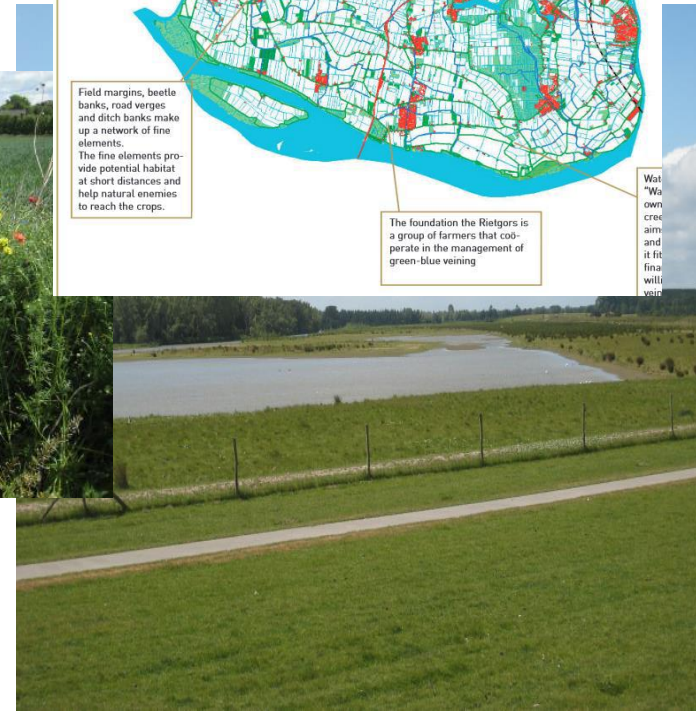 Field margins, beetle
banks, road verges
and ditch banks make
up a network of fine
elements.
The fine elements pro-
vide potential habitat
at short distances and
help natural enemies
to reach the crops.
The foundation the Rietgors is
a group of farmers that coö-
perate in the management of
green-blue veining
"Wa
own
cree
aim
and
it fit
fina
willi
vein